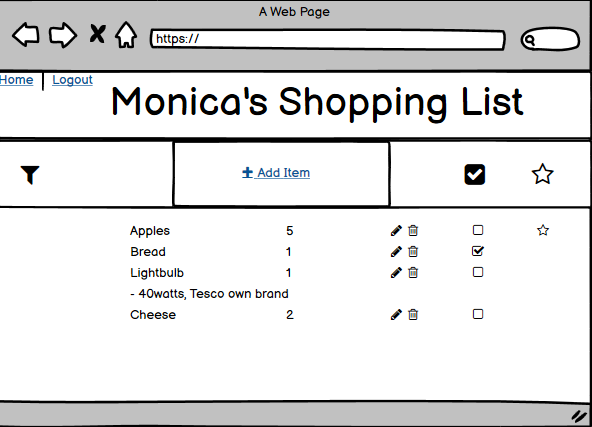 A Web Page
https://
Home Logout
Monica's Shopping List
Add Item
Apples 5
Bread 1
Lightbulb 1
- 40watts, Tesco own brand
Cheese 2